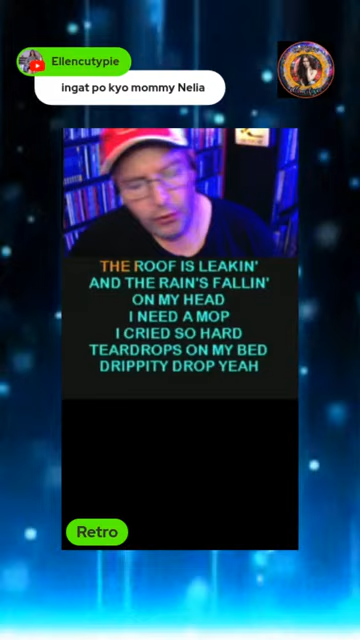 Ellencutypie
ingat po kyo mommy Nelia
THE ROOF IS LEAKIN'
AND THE RAIN'S FALLIN'
ON MY HEAD
I NEED A MOP
I CRIED SO HARD
TEARDROPS ON MY BED
DRIPPITY DROP YEAH
Retro